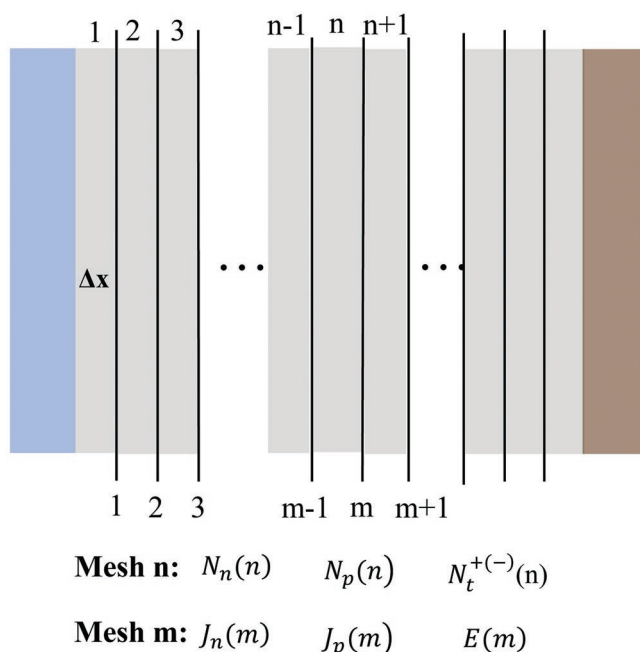 1 2 3 n-1 n n+1
Δx
... ...
1 2 3 m-1 m m+1
Mesh n: N_n(n) N_p(n) N_t^{+(-)}(n)
Mesh m: J_n(m) J_p(m) E(m)